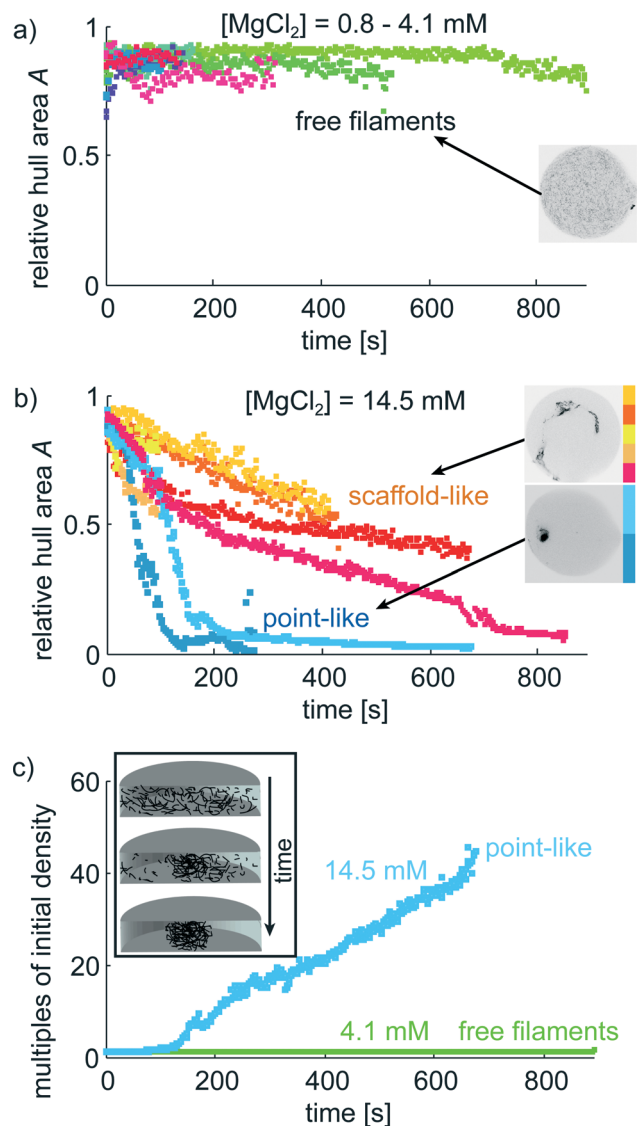 a)
[MgCl₂] = 0.8 - 4.1 mM
relative hull area A
1
0.5
0
free filaments
0 200 400 600 800
time [s]
b)
[MgCl₂] = 14.5 mM
relative hull area A
1
0.5
0
scaffold-like
point-like
0 200 400 600 800
time [s]
c)
multiples of initial density
60
40
20
0
time
point-like
14.5 mM
4.1 mM free filaments
0 200 400 600 800
time [s]